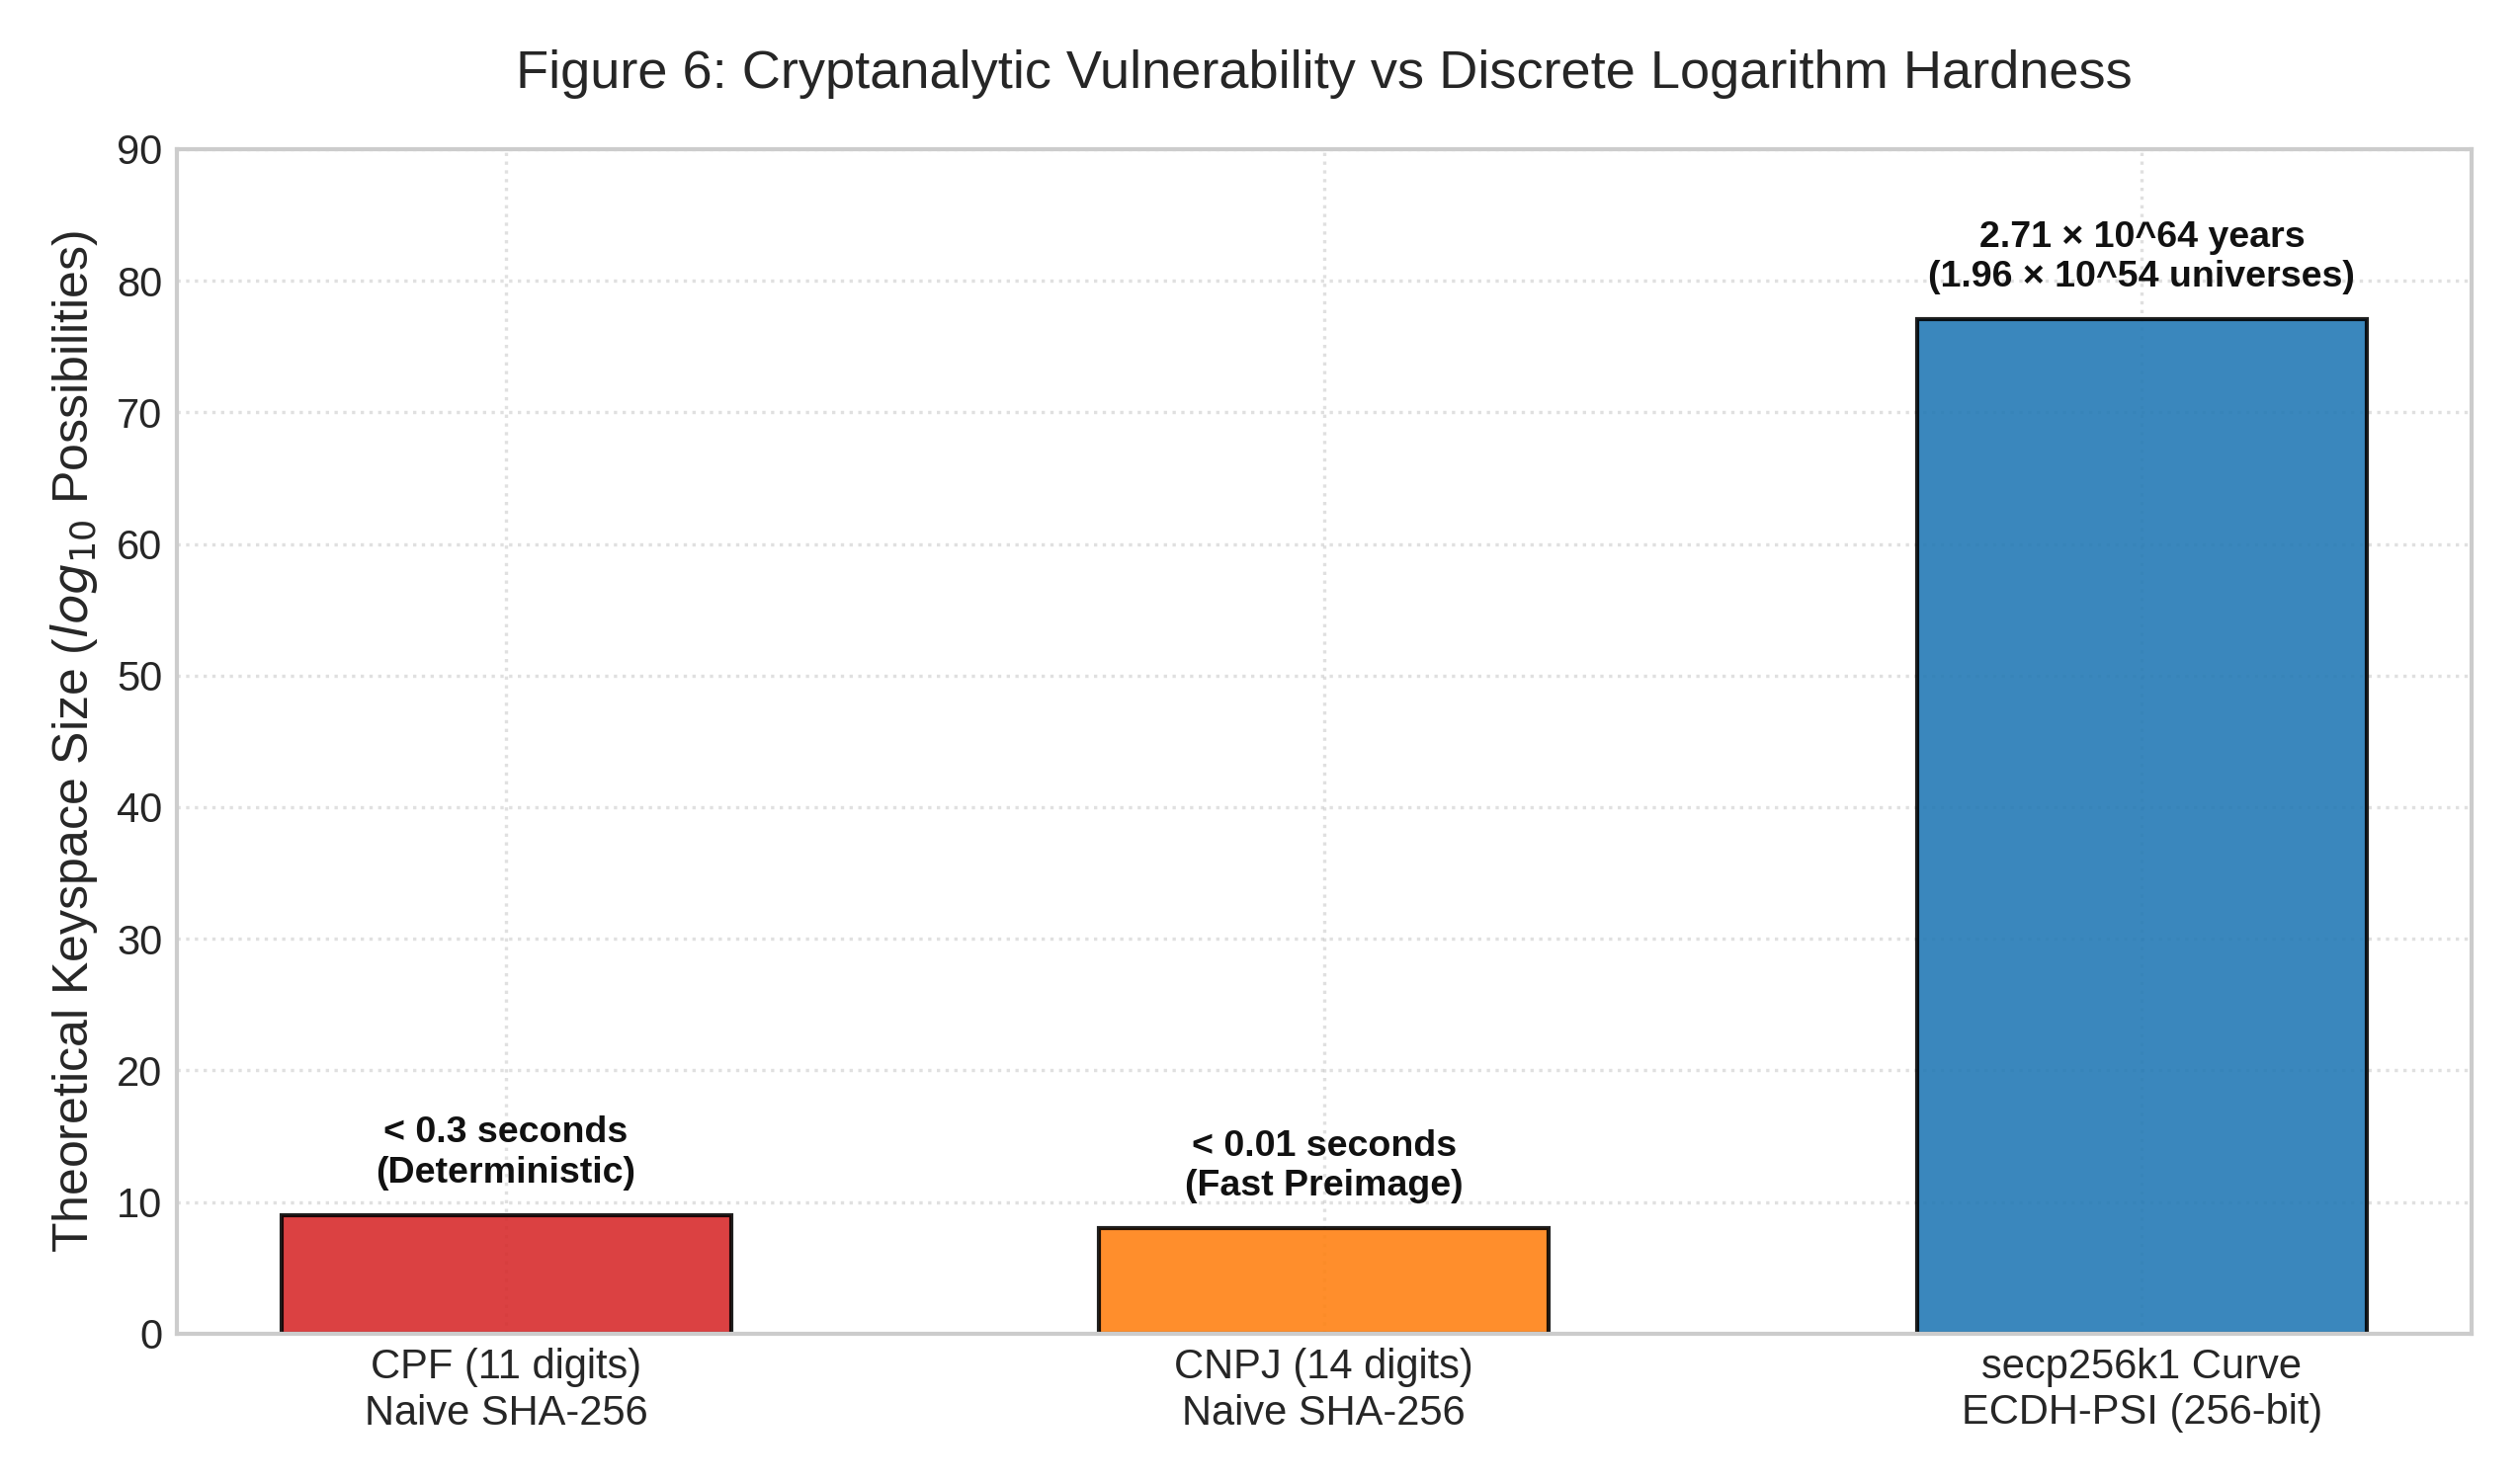 Figure 6: Cryptanalytic Vulnerability vs Discrete Logarithm Hardness
Theoretical Keyspace Size (log10 Possibilities)
90
80
70
60
50
40
30
20
10
0
< 0.3 seconds
(Deterministic)
< 0.01 seconds
(Fast Preimage)
2.71 × 10^64 years
(1.96 × 10^54 universes)
CPF (11 digits)
Naive SHA-256
CNPJ (14 digits)
Naive SHA-256
secp256k1 Curve
ECDH-PSI (256-bit)